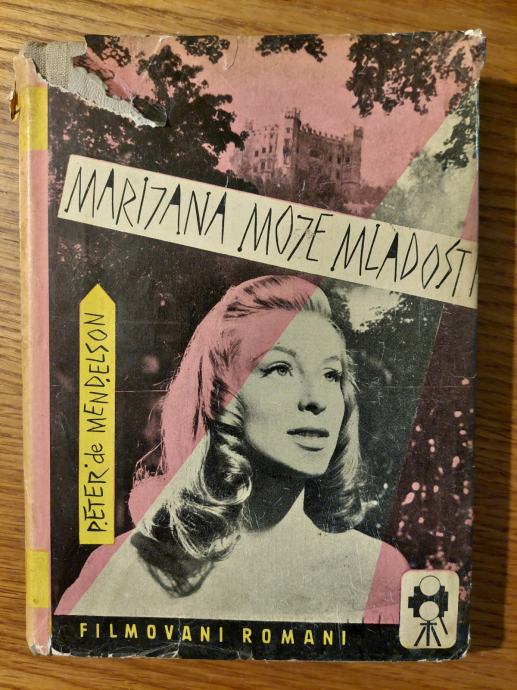 MARIJANA MOJE MLADOSTI
PETER de MENDELSON
FILMOVANI ROMANI